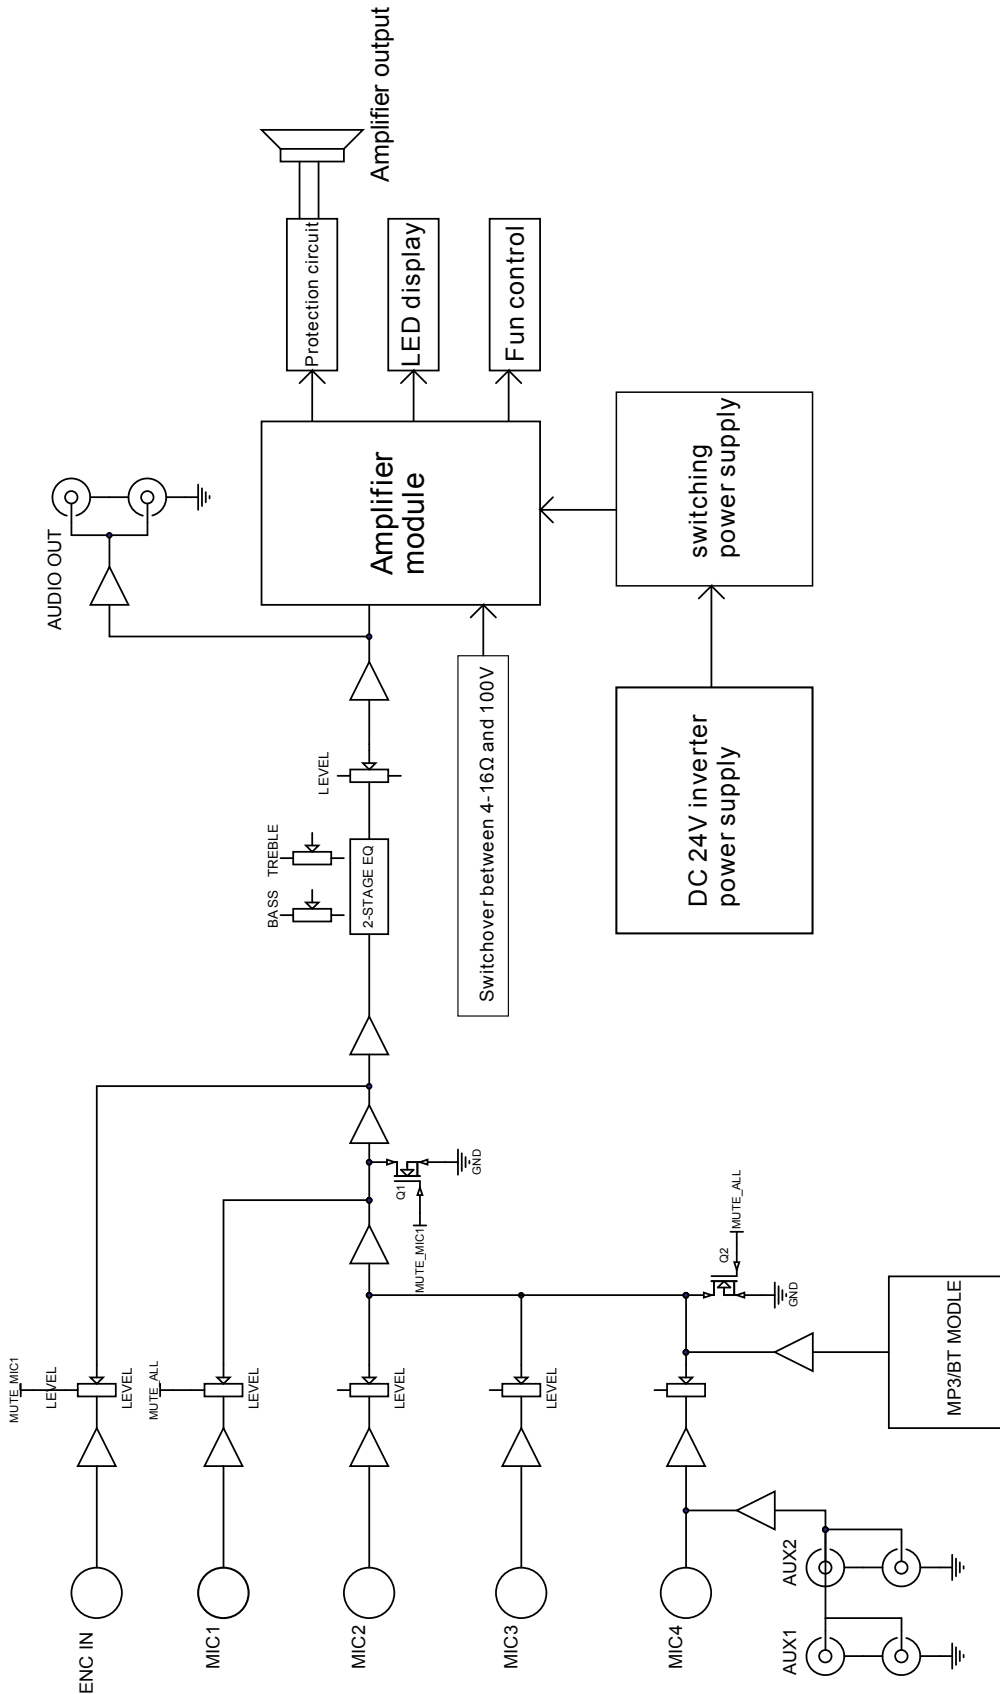 ENC IN
MUTE_MIC1
LEVEL
LEVEL
MIC1
MUTE_ALL
LEVEL
MIC2
LEVEL
MIC3
LEVEL
MIC4
AUX1
AUX2
MP3/BT MODLE
Q2
MUTE_ALL
GND
Q1
MUTE_MIC1
GND
BASS
TREBLE
2-STAGE EQ
LEVEL
AUDIO OUT
Switchover between 4-16Ω and 100V
Amplifier
module
DC 24V inverter
power supply
switching
power supply
Protection circuit
LED display
Fun control
Amplifier output